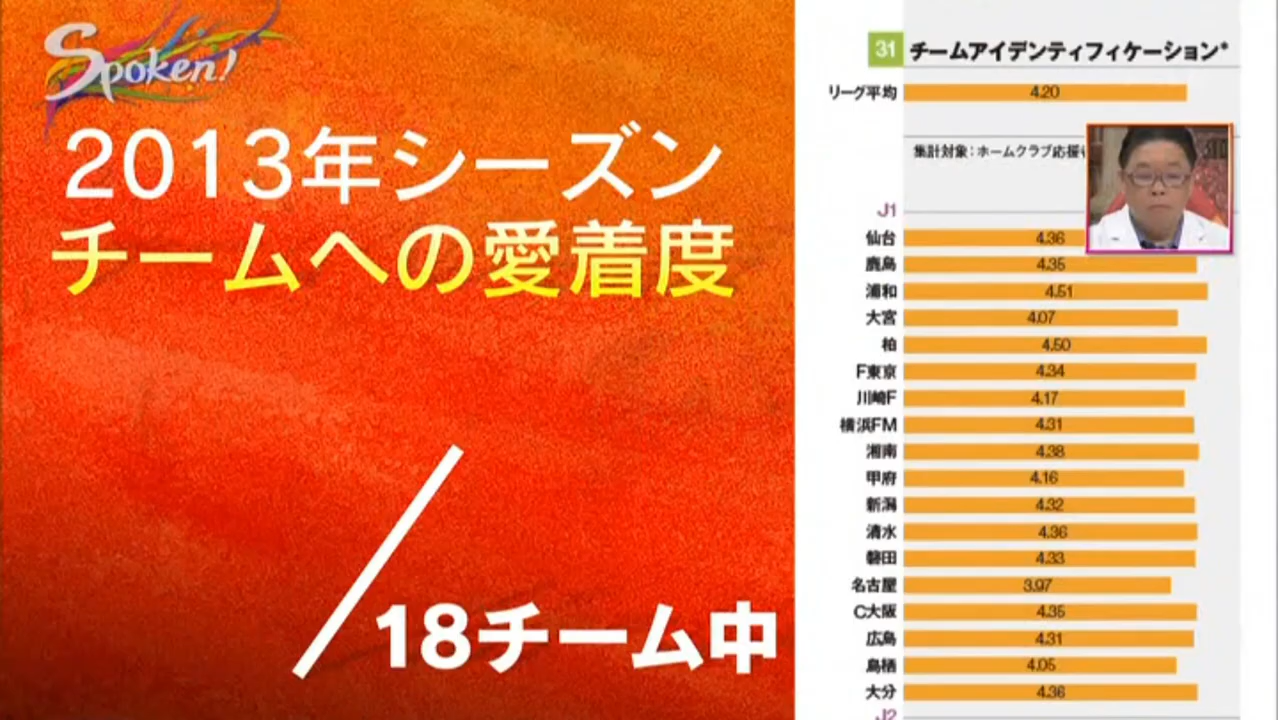 Spoken!
2013年シーズン
チームへの愛着度
18チーム中
31 チームアイデンティフィケーション*
リーグ平均 4.20
集計対象:ホームクラブ応援
J1
仙台 4.36
鹿島 4.35
浦和 4.51
大宮 4.07
柏 4.50
F東京 4.34
川崎F 4.17
横浜FM 4.31
湘南 4.38
甲府 4.16
新潟 4.32
清水 4.36
磐田 4.33
名古屋 3.97
C大阪 4.35
広島 4.31
鳥栖 4.05
大分 4.36
J2